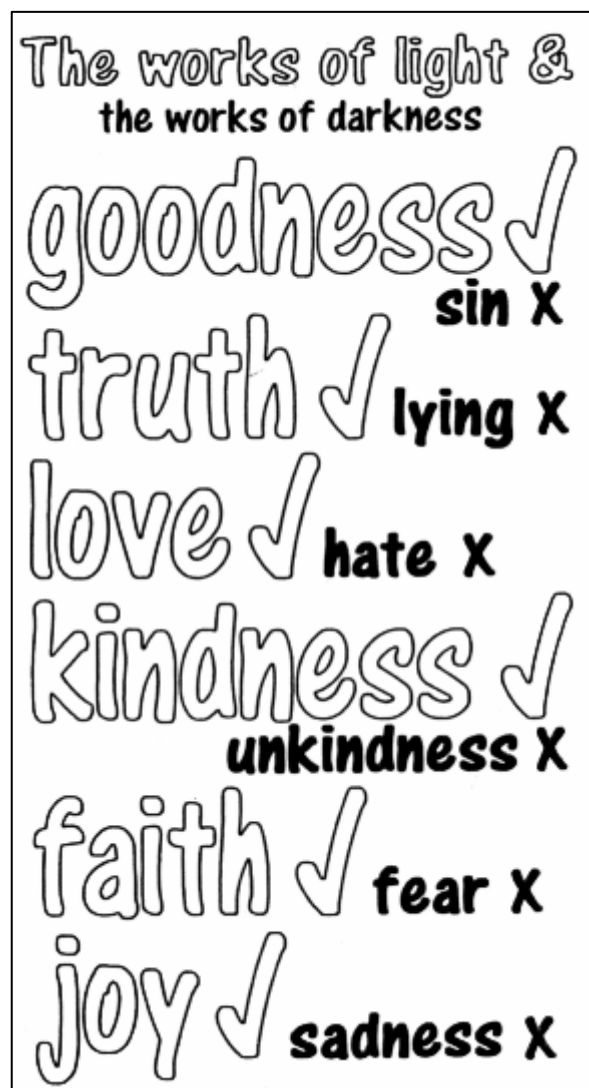 The works of light &
the works of darkness
goodness ✓
sin X
truth ✓ lying X
love ✓ hate X
kindness ✓
unkindness X
faith ✓ fear X
joy ✓ sadness X